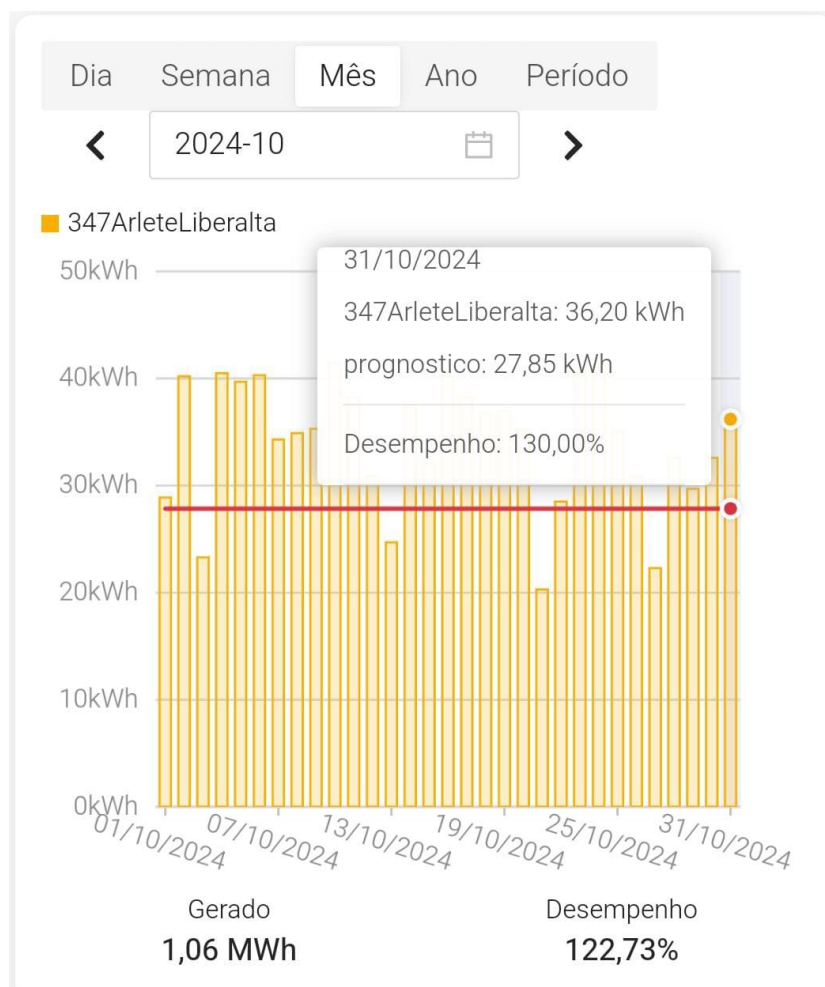 Dia Semana Mês Ano Período
2024-10
347ArleteLiberalta
31/10/2024
347ArleteLiberalta: 36,20 kWh
prognostico: 27,85 kWh
Desempenho: 130,00%
50kWh
40kWh
30kWh
20kWh
10kWh
0kWh
01/10/2024 07/10/2024 13/10/2024 19/10/2024 25/10/2024 31/10/2024
Gerado Desempenho
1,06 MWh 122,73%